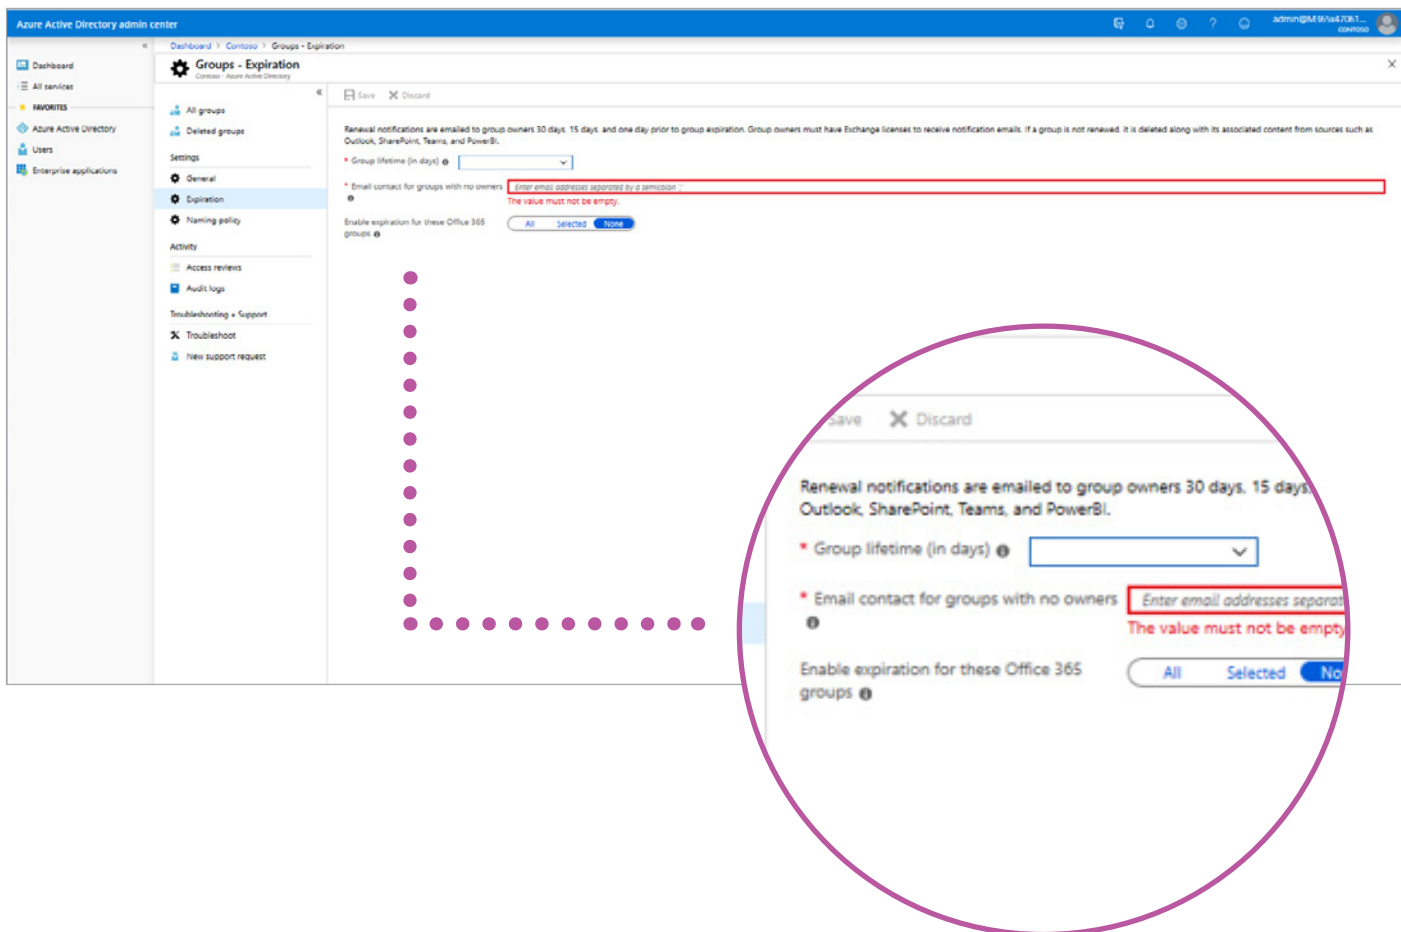 Azure Active Directory admin center
admin@M365x47061...
CONTOSO
Dashboard > Contoso > Groups - Expiration
Groups - Expiration
Contoso - Azure Active Directory
Dashboard
All services
FAVORITES
Azure Active Directory
Users
Enterprise applications
All groups
Deleted groups
Settings
General
Expiration
Naming policy
Activity
Access reviews
Audit logs
Troubleshooting + Support
Troubleshoot
New support request
Save Discard
Renewal notifications are emailed to group owners 30 days, 15 days, and one day prior to group expiration. Group owners must have Exchange licenses to receive notification emails. If a group is not renewed, it is deleted along with its associated content from sources such as
Outlook, SharePoint, Teams, and PowerBI.
* Group lifetime (in days)
* Email contact for groups with no owners Enter email addresses separated by a semicolon ';'
The value must not be empty.
Enable expiration for these Office 365 All Selected None
groups
Save Discard
Renewal notifications are emailed to group owners 30 days, 15 days,
Outlook, SharePoint, Teams, and PowerBI.
* Group lifetime (in days)
* Email contact for groups with no owners Enter email addresses separat
The value must not be empty
Enable expiration for these Office 365 All Selected No
groups